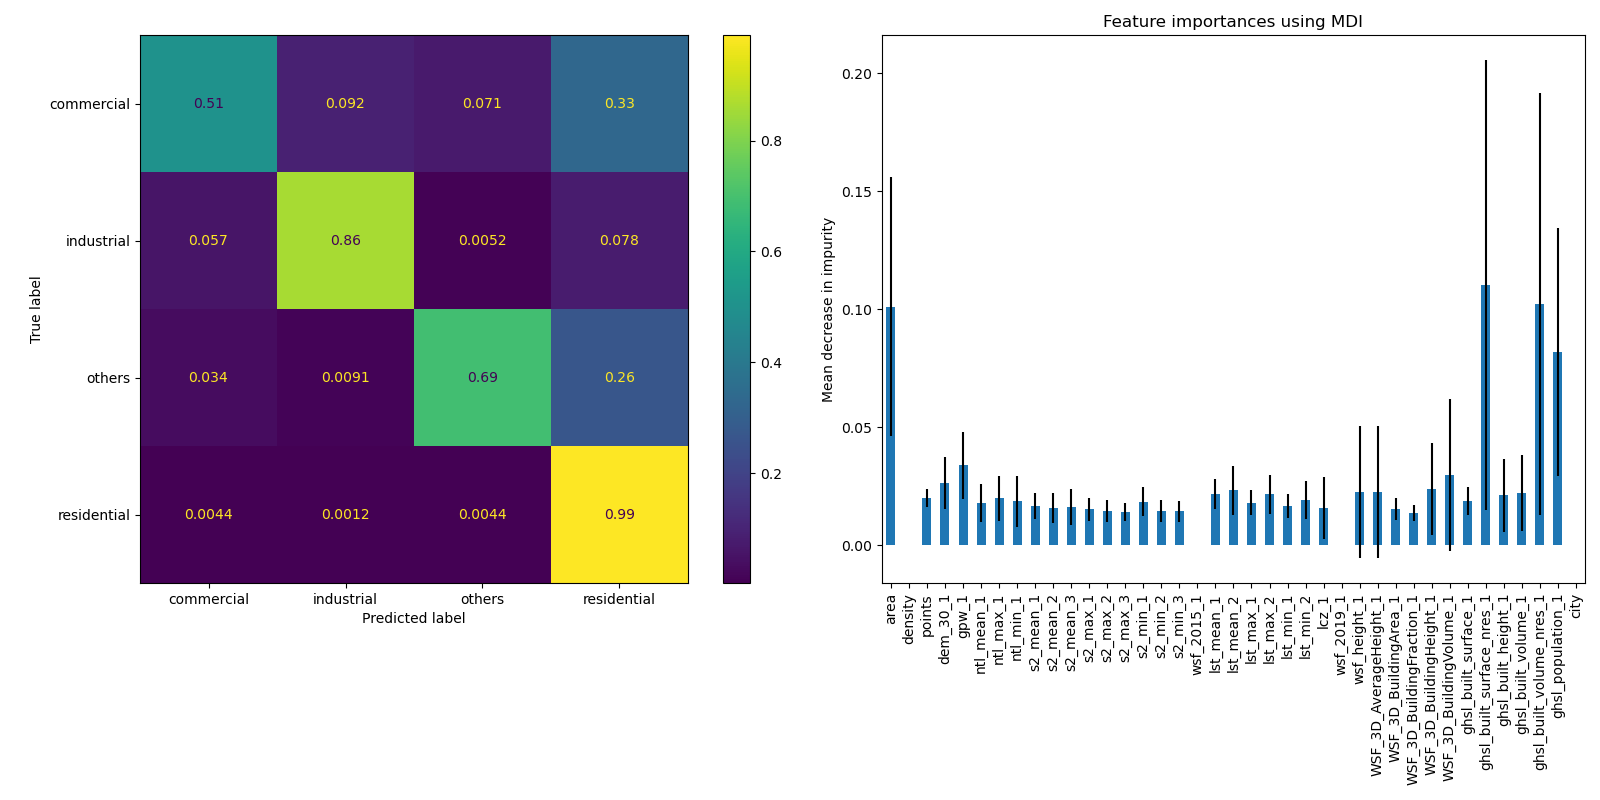 Feature importances using MDI
True label
commercial
industrial
others
residential
0.51 0.092 0.071 0.33
0.057 0.86 0.0052 0.078
0.034 0.0091 0.69 0.26
0.0044 0.0012 0.0044 0.99
commercial industrial others residential
Predicted label
0.8
0.6
0.4
0.2
Mean decrease in impurity
0.20
0.15
0.10
0.05
0.00
area
density
points
dem_30_1
gpw_1
ntl_mean_1
ntl_max_1
ntl_min_1
s2_mean_1
s2_mean_2
s2_mean_3
s2_max_1
s2_max_2
s2_max_3
s2_min_1
s2_min_2
s2_min_3
wsf_2015_1
lst_mean_1
lst_mean_2
lst_max_1
lst_max_2
lst_min_1
lst_min_2
lcz_1
wsf_2019_1
wsf_height_1
WSF_3D_AverageHeight_1
WSF_3D_BuildingArea_1
WSF_3D_BuildingFraction_1
WSF_3D_BuildingHeight_1
WSF_3D_BuildingVolume_1
ghsl_built_surface_1
ghsl_built_surface_nres_1
ghsl_built_height_1
ghsl_built_volume_1
ghsl_built_volume_nres_1
ghsl_population_1
city